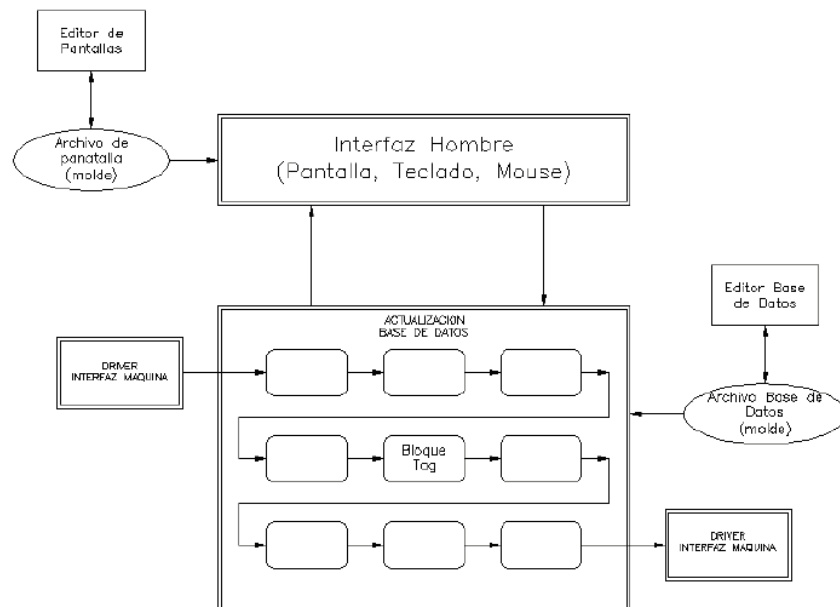 Editor de
Pantallas
Archivo de
panatalla
(molde)
Interfaz Hombre
(Pantalla, Teclado, Mouse)
Editor Base
de Datos
ACTUALIZACION
BASE DE DATOS
DRIVER
INTERFAZ MAQUINA
Archivo Base de
Datos
(molde)
Bloque
Tag
DRIVER
INTERFAZ MAQUINA